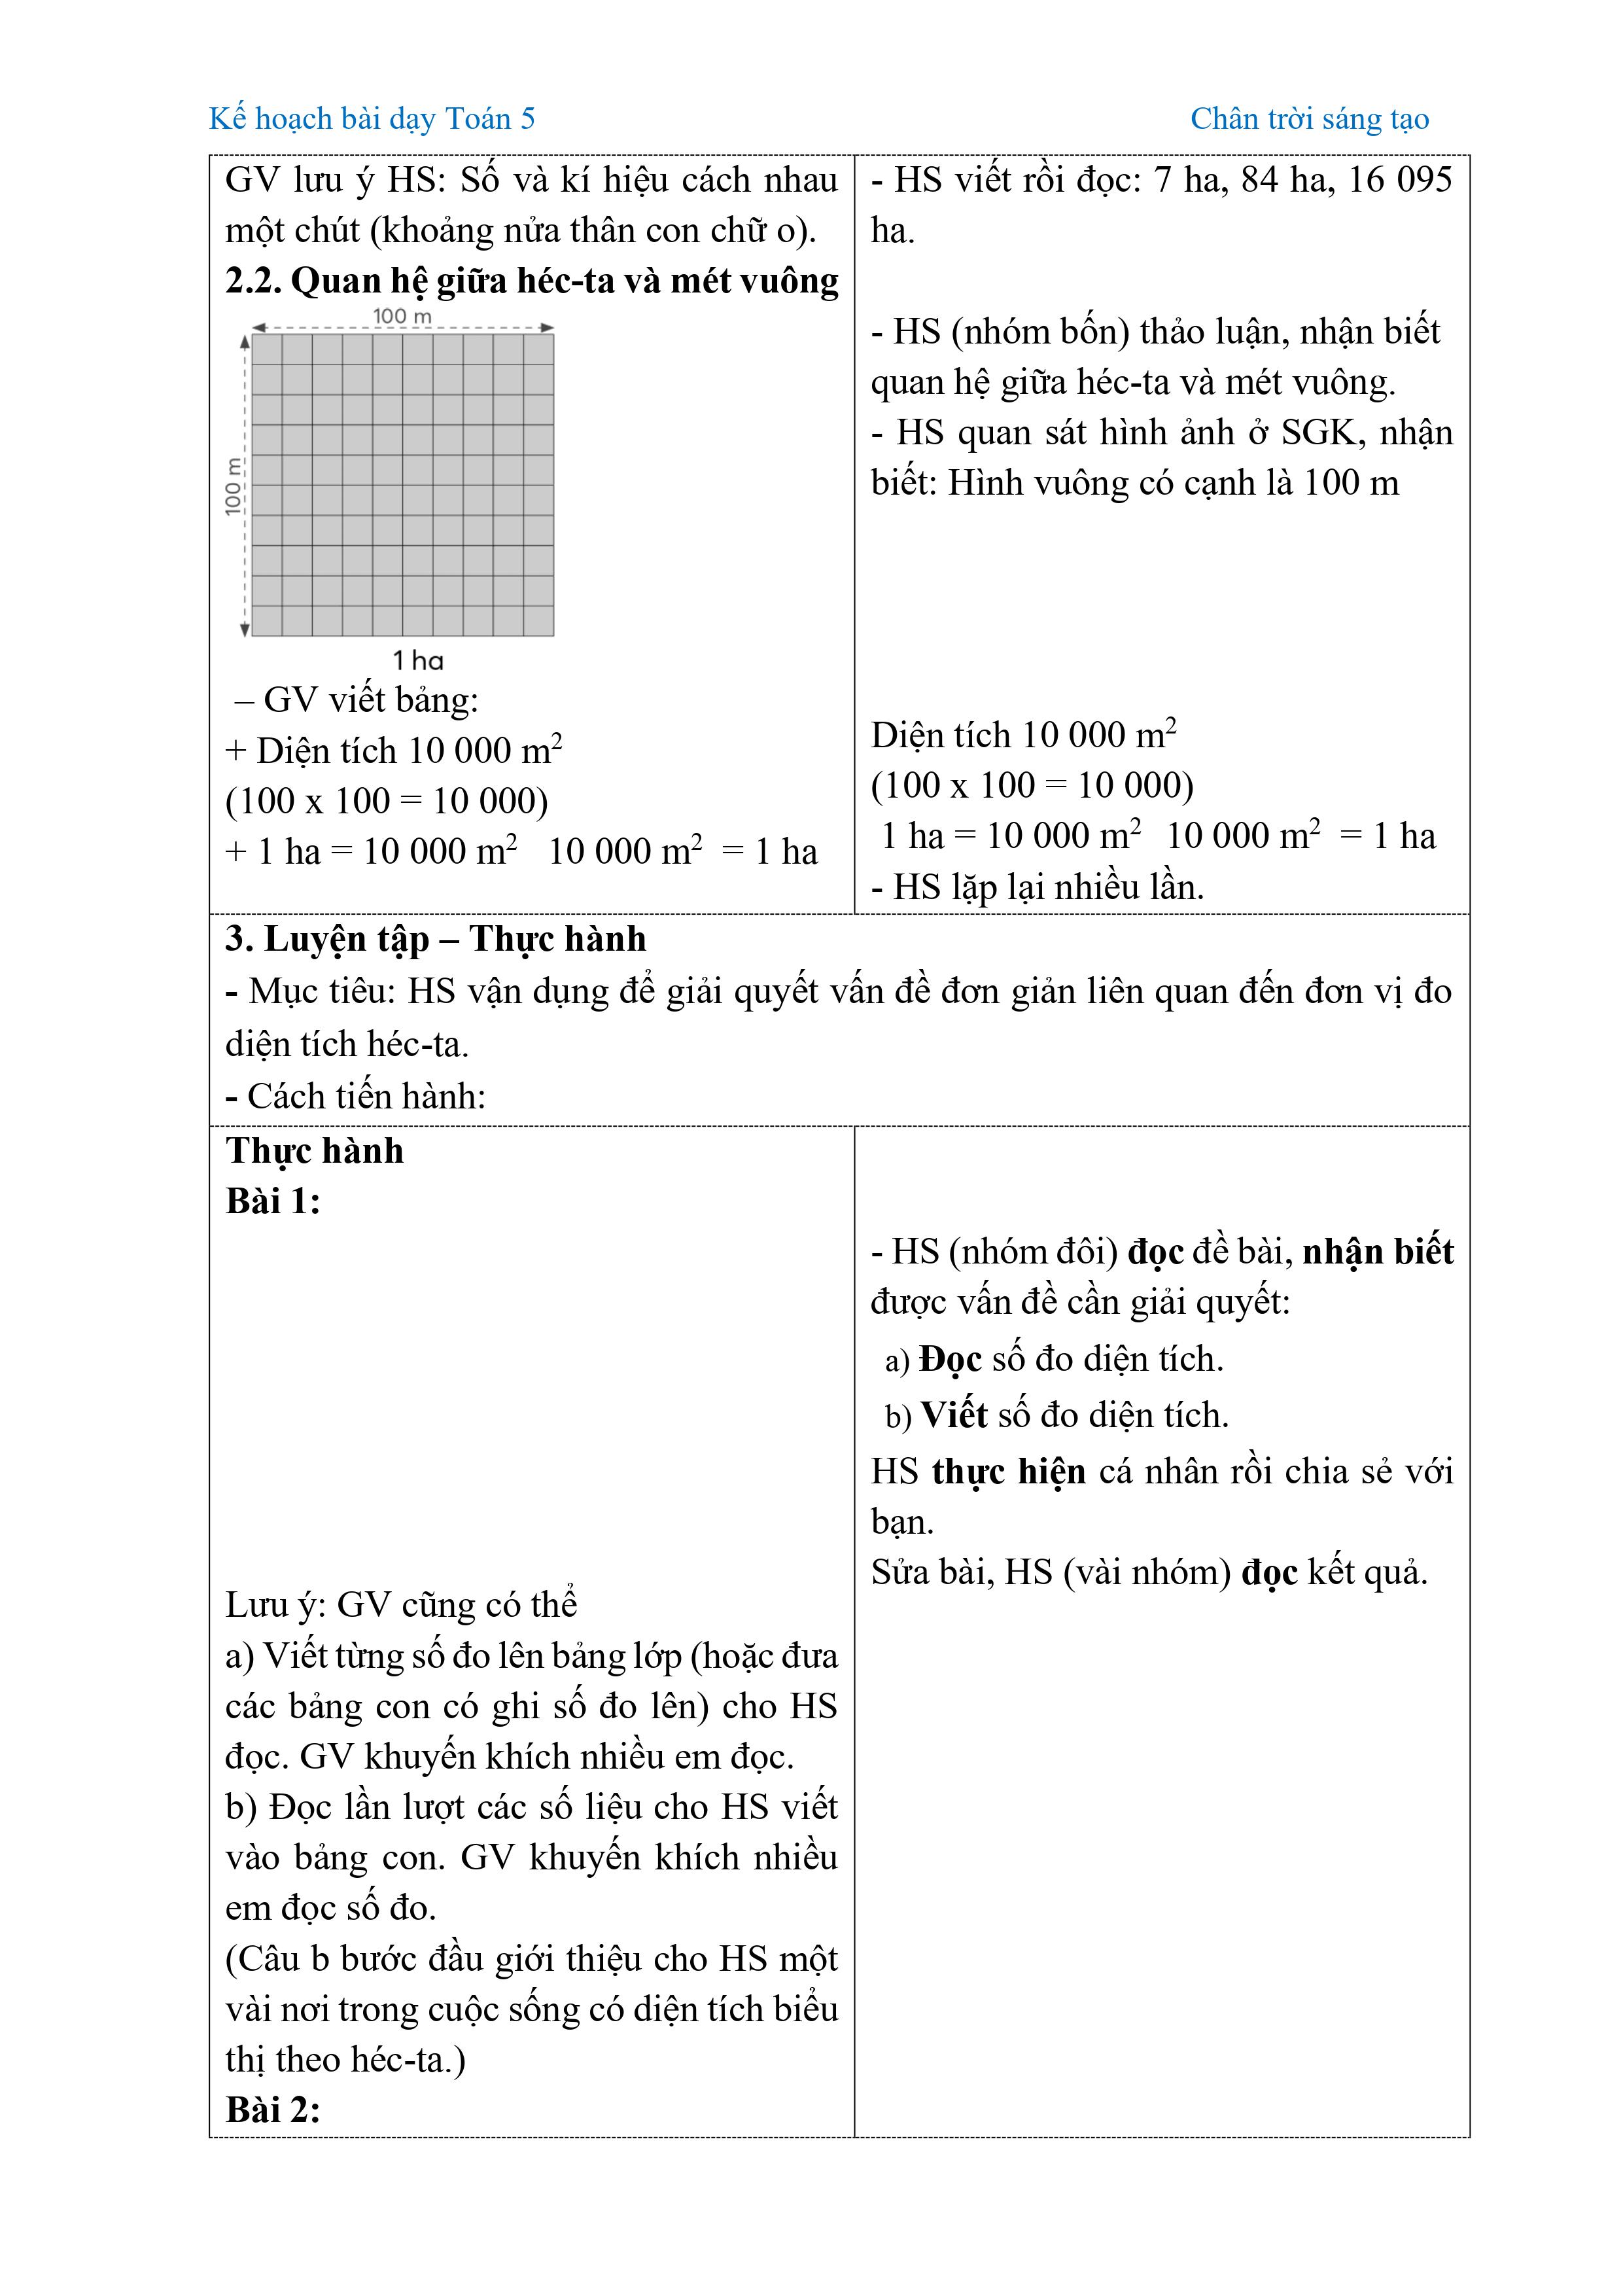 Kế hoạch bài dạy Toán 5
Chân trời sáng tạo
GV lưu ý HS: Số và kí hiệu cách nhau
một chút (khoảng nửa thân con chữ o).
2.2. Quan hệ giữa héc-ta và mét vuông
100 m
100 m
1 ha
– GV viết bảng:
+ Diện tích 10 000 m²
(100 x 100 = 10 000)
+ 1 ha = 10 000 m² 10 000 m² = 1 ha
- HS viết rồi đọc: 7 ha, 84 ha, 16 095
ha.
- HS (nhóm bốn) thảo luận, nhận biết
quan hệ giữa héc-ta và mét vuông.
- HS quan sát hình ảnh ở SGK, nhận
biết: Hình vuông có cạnh là 100 m
Diện tích 10 000 m²
(100 x 100 = 10 000)
1 ha = 10 000 m² 10 000 m² = 1 ha
- HS lặp lại nhiều lần.
3. Luyện tập – Thực hành
- Mục tiêu: HS vận dụng để giải quyết vấn đề đơn giản liên quan đến đơn vị đo
diện tích héc-ta.
- Cách tiến hành:
Thực hành
Bài 1:
Lưu ý: GV cũng có thể
a) Viết từng số đo lên bảng lớp (hoặc đưa
các bảng con có ghi số đo lên) cho HS
đọc. GV khuyến khích nhiều em đọc.
b) Đọc lần lượt các số liệu cho HS viết
vào bảng con. GV khuyến khích nhiều
em đọc số đo.
(Câu b bước đầu giới thiệu cho HS một
vài nơi trong cuộc sống có diện tích biểu
thị theo héc-ta.)
Bài 2:
- HS (nhóm đôi) đọc đề bài, nhận biết
được vấn đề cần giải quyết:
a) Đọc số đo diện tích.
b) Viết số đo diện tích.
HS thực hiện cá nhân rồi chia sẻ với
bạn.
Sửa bài, HS (vài nhóm) đọc kết quả.